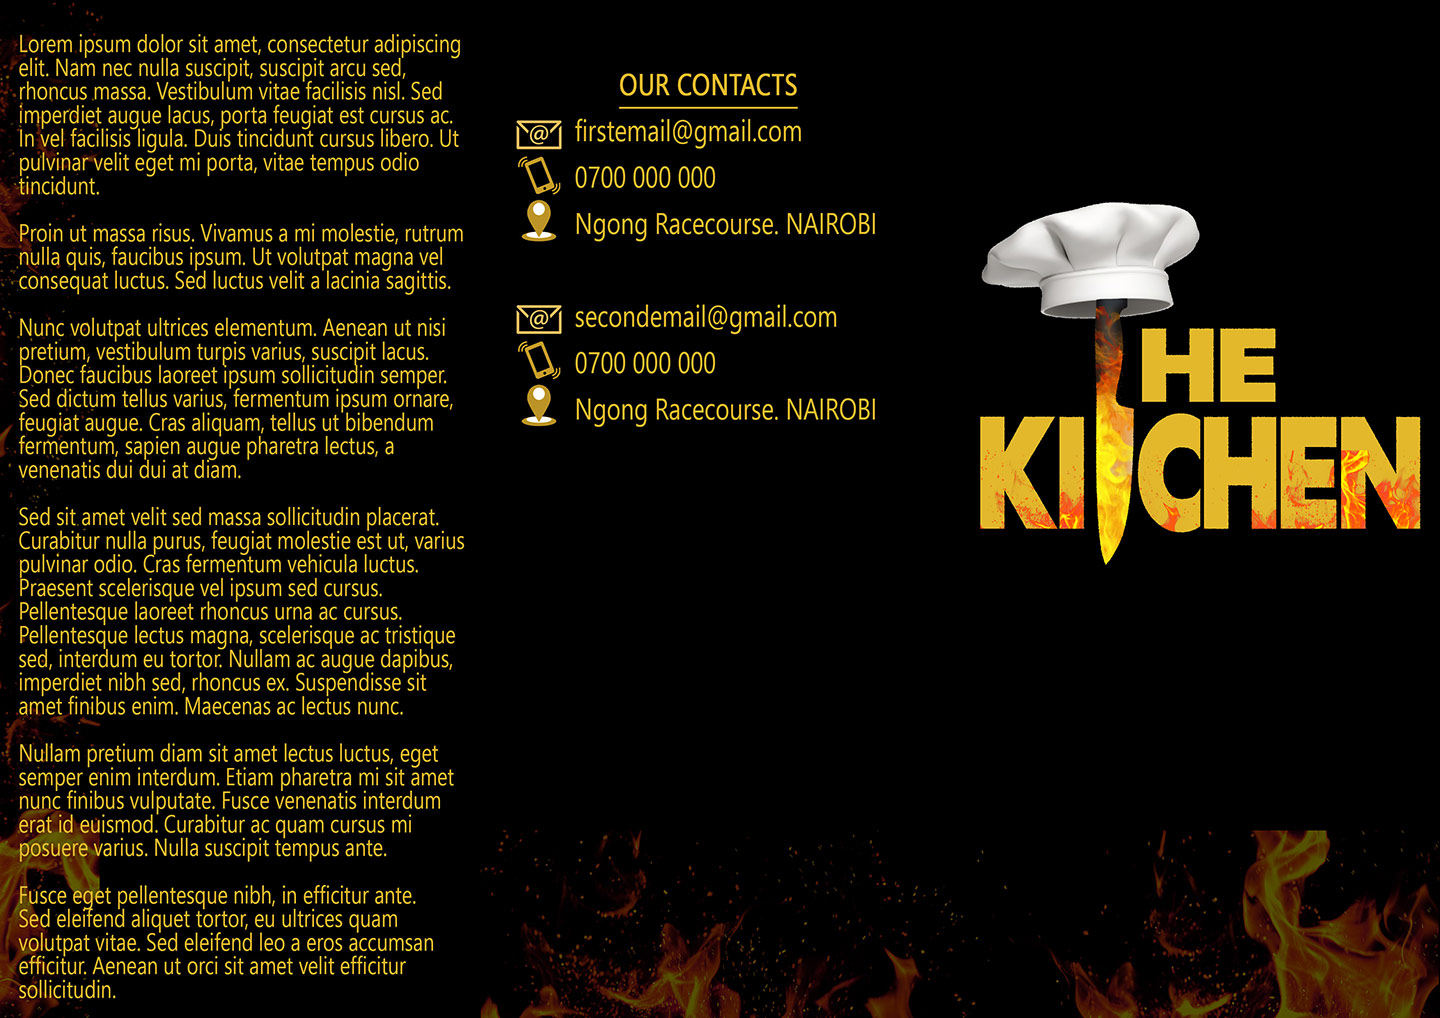 Lorem ipsum dolor sit amet, consectetur adipiscing
elit. Nam nec nulla suscipit, suscipit arcu sed,
rhoncus massa. Vestibulum vitae facilisis nisl. Sed
imperdiet augue lacus, porta feugiat est cursus ac.
In vel facilisis ligula. Duis tincidunt cursus libero. Ut
pulvinar velit eget mi porta, vitae tempus odio
tincidunt.
Proin ut massa risus. Vivamus a mi molestie, rutrum
nulla quis, faucibus ipsum. Ut volutpat magna vel
consequat luctus. Sed luctus velit a lacinia sagittis.
Nunc volutpat ultrices elementum. Aenean ut nisi
pretium, vestibulum turpis varius, suscipit lacus.
Donec faucibus laoreet ipsum sollicitudin semper.
Sed dictum tellus varius, fermentum ipsum ornare,
feugiat augue. Cras aliquam, tellus ut bibendum
fermentum, sapien augue pharetra lectus, a
venenatis dui dui at diam.
Sed sit amet velit sed massa sollicitudin placerat.
Curabitur nulla purus, feugiat molestie est ut, varius
pulvinar odio. Cras fermentum vehicula luctus.
Praesent scelerisque vel ipsum sed cursus.
Pellentesque laoreet rhoncus urna ac cursus.
Pellentesque lectus magna, scelerisque ac tristique
sed, interdum eu tortor. Nullam ac augue dapibus,
imperdiet nibh sed, rhoncus ex. Suspendisse sit
amet finibus enim. Maecenas ac lectus nunc.
Nullam pretium diam sit amet lectus luctus, eget
semper enim interdum. Etiam pharetra mi sit amet
nunc finibus vulputate. Fusce venenatis interdum
erat id euismod. Curabitur ac quam cursus mi
posuere varius. Nulla suscipit tempus ante.
Fusce eget pellentesque nibh, in efficitur ante.
Sed eleifend aliquet tortor, eu ultrices quam
volutpat vitae. Sed eleifend leo a eros accumsan
efficitur. Aenean ut orci sit amet velit efficitur
sollicitudin.
OUR CONTACTS
firstemail@gmail.com
0700 000 000
Ngong Racecourse. NAIROBI
secondemail@gmail.com
0700 000 000
Ngong Racecourse. NAIROBI
THE
KITCHEN